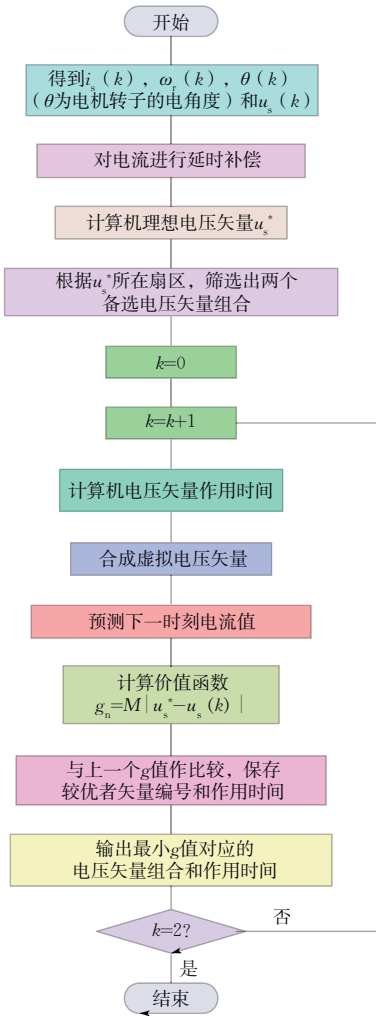 开始
得到i_s(k), ω_r(k), θ(k)
(θ为电机转子的电角度)和u_s(k)
对电流进行延时补偿
计算机理想电压矢量u_s^*
根据u_s^*所在扇区，筛选出两个
备选电压矢量组合
k=0
k=k+1
计算机电压矢量作用时间
合成虚拟电压矢量
预测下一时刻电流值
计算价值函数
g_n=M|u_s^*−u_s(k)|
与上一个g值作比较，保存
较优者矢量编号和作用时间
输出最小g值对应的
电压矢量组合和作用时间
k=2?
否
是
结束